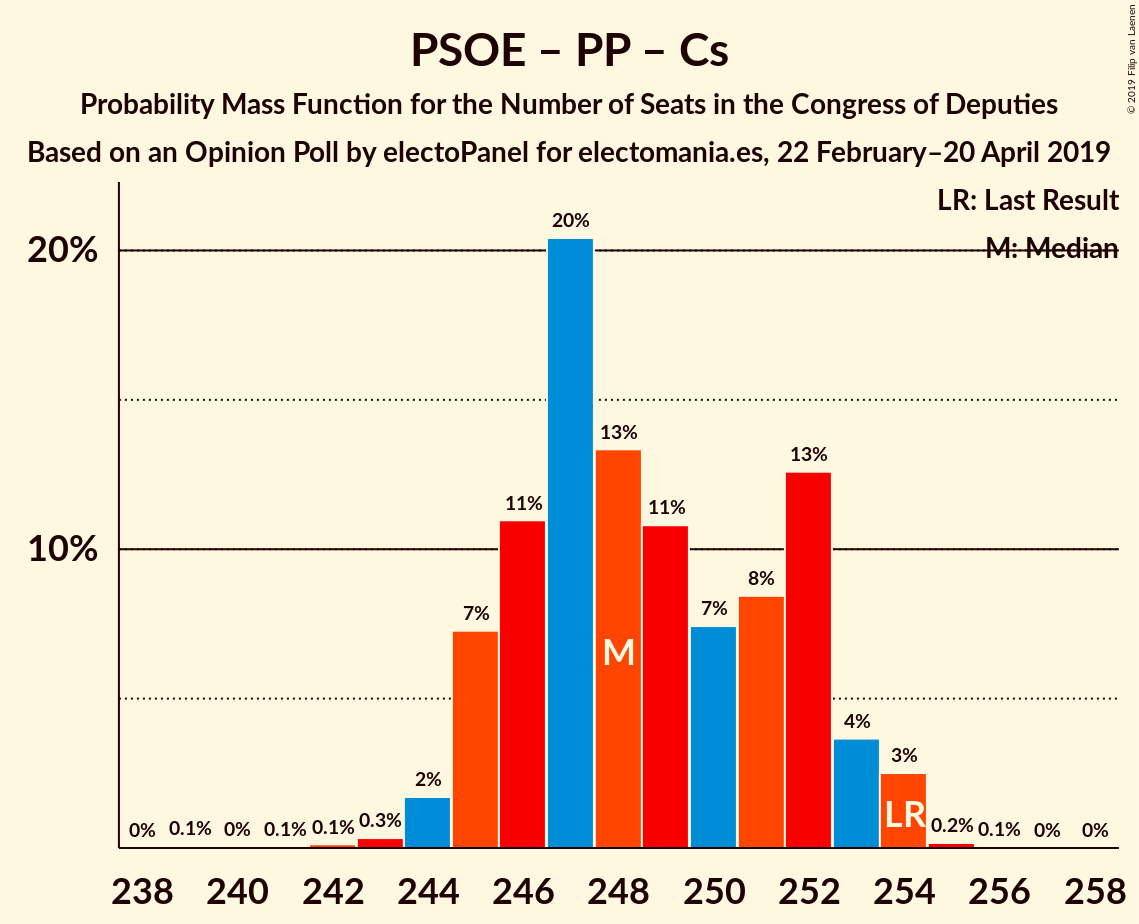 © 2019 Filip van Laenen
PSOE – PP – Cs
Probability Mass Function for the Number of Seats in the Congress of Deputies
Based on an Opinion Poll by electoPanel for electomania.es, 22 February–20 April 2019
LR: Last Result
M: Median
20%
10%
0% 0.1% 0% 0.1% 0.1% 0.3% 2% 7% 11% 20% 13% 11% 7% 8% 13% 4% 3% 0.2% 0.1% 0% 0%
M
LR
238 240 242 244 246 248 250 252 254 256 258